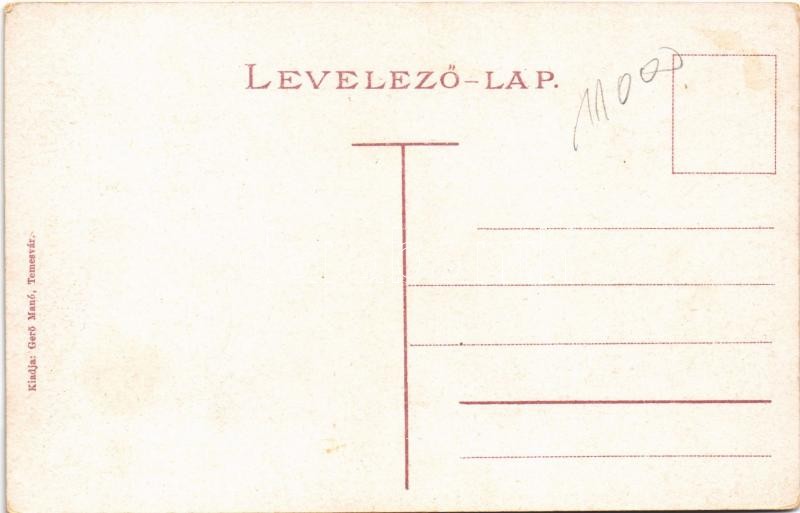 LEVELEZŐ-LAP.
11000
Kiadja: Gerő Manó, Temesvár.